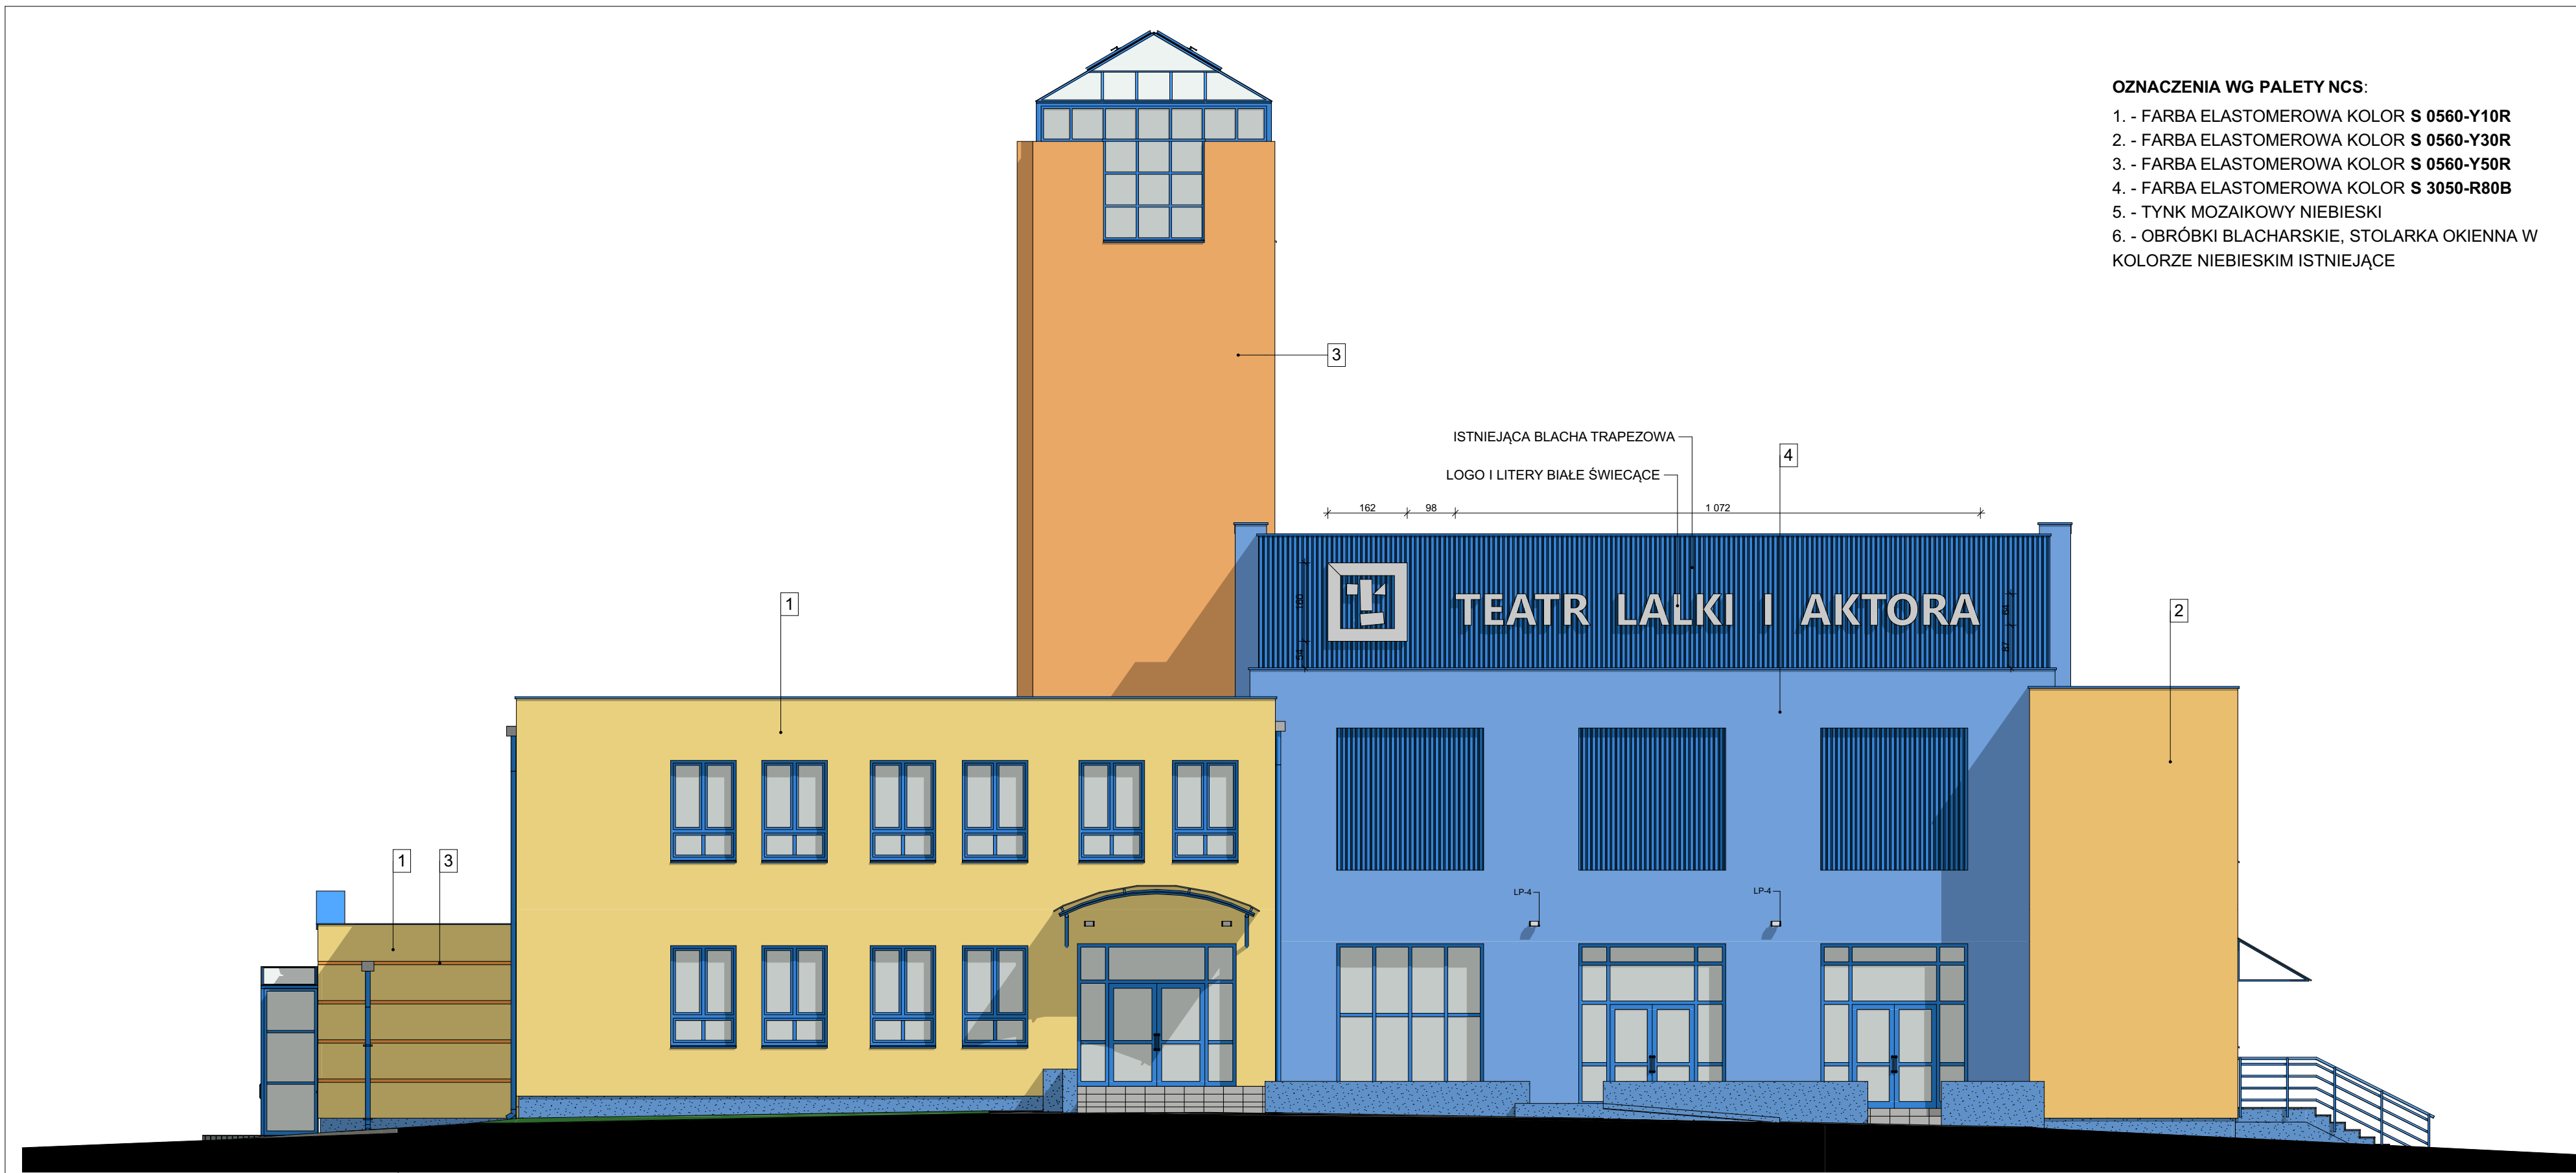 OZNACZENIA WG PALETY NCS:
1. - FARBA ELASTOMEROWA KOLOR S 0560-Y10R
2. - FARBA ELASTOMEROWA KOLOR S 0560-Y30R
3. - FARBA ELASTOMEROWA KOLOR S 0560-Y50R
4. - FARBA ELASTOMEROWA KOLOR S 3050-R80B
5. - TYNK MOZAIKOWY NIEBIESKI
6. - OBRÓBKI BLACHARSKIE, STOLARKA OKIENNA W
KOLORZE NIEBIESKIM ISTNIEJĄCE
3
ISTNIEJĄCA BLACHA TRAPEZOWA
4
LOGO I LITERY BIAŁE ŚWIECĄCE
162 98 1 072
160
54
TEATR LALKI I AKTORA
87
1
2
1 3
LP-4 LP-4